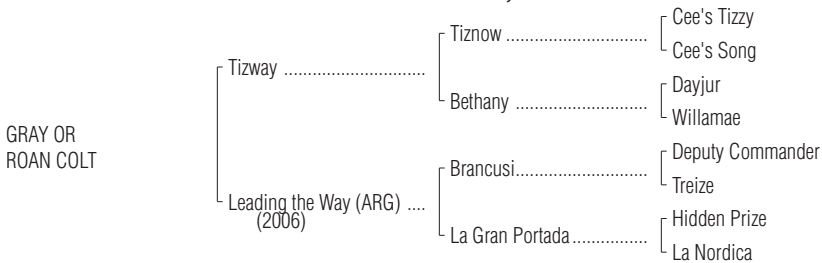 Cee's Tizzy
Tiznow ..............................
Cee's Song
Tizway ..............................
Dayjur
Bethany ............................
Willamae
GRAY OR
ROAN COLT
Deputy Commander
Brancusi............................
Treize
Leading the Way (ARG) ....
(2006)
Hidden Prize
La Gran Portada................
La Nordica